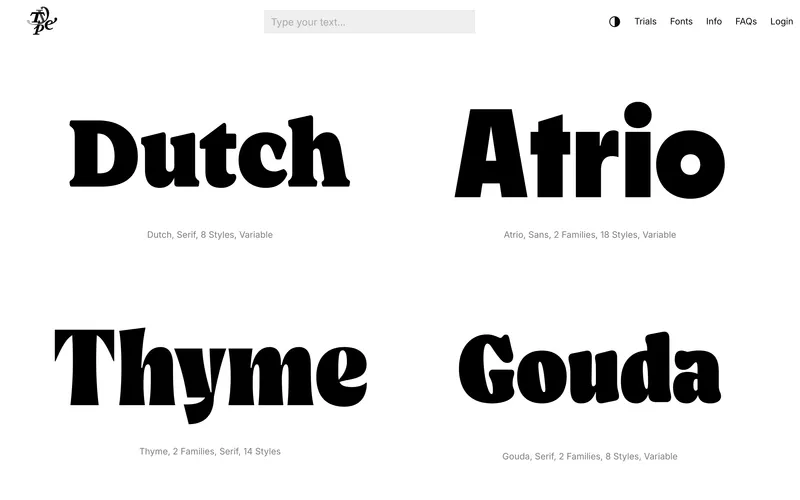 Type
Type your text...
Trials Fonts Info FAQs Login
Dutch
Atrio
Dutch, Serif, 8 Styles, Variable
Atrio, Sans, 2 Families, 18 Styles, Variable
Thyme
Gouda
Thyme, 2 Families, Serif, 14 Styles
Gouda, Serif, 2 Families, 8 Styles, Variable